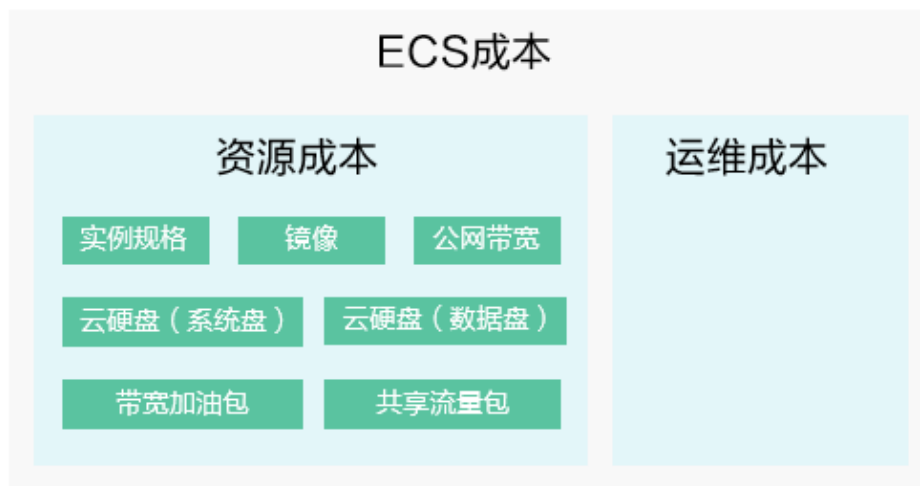 ECS成本
资源成本
运维成本
实例规格
镜像
公网带宽
云硬盘（系统盘）
云硬盘（数据盘）
带宽加油包
共享流量包